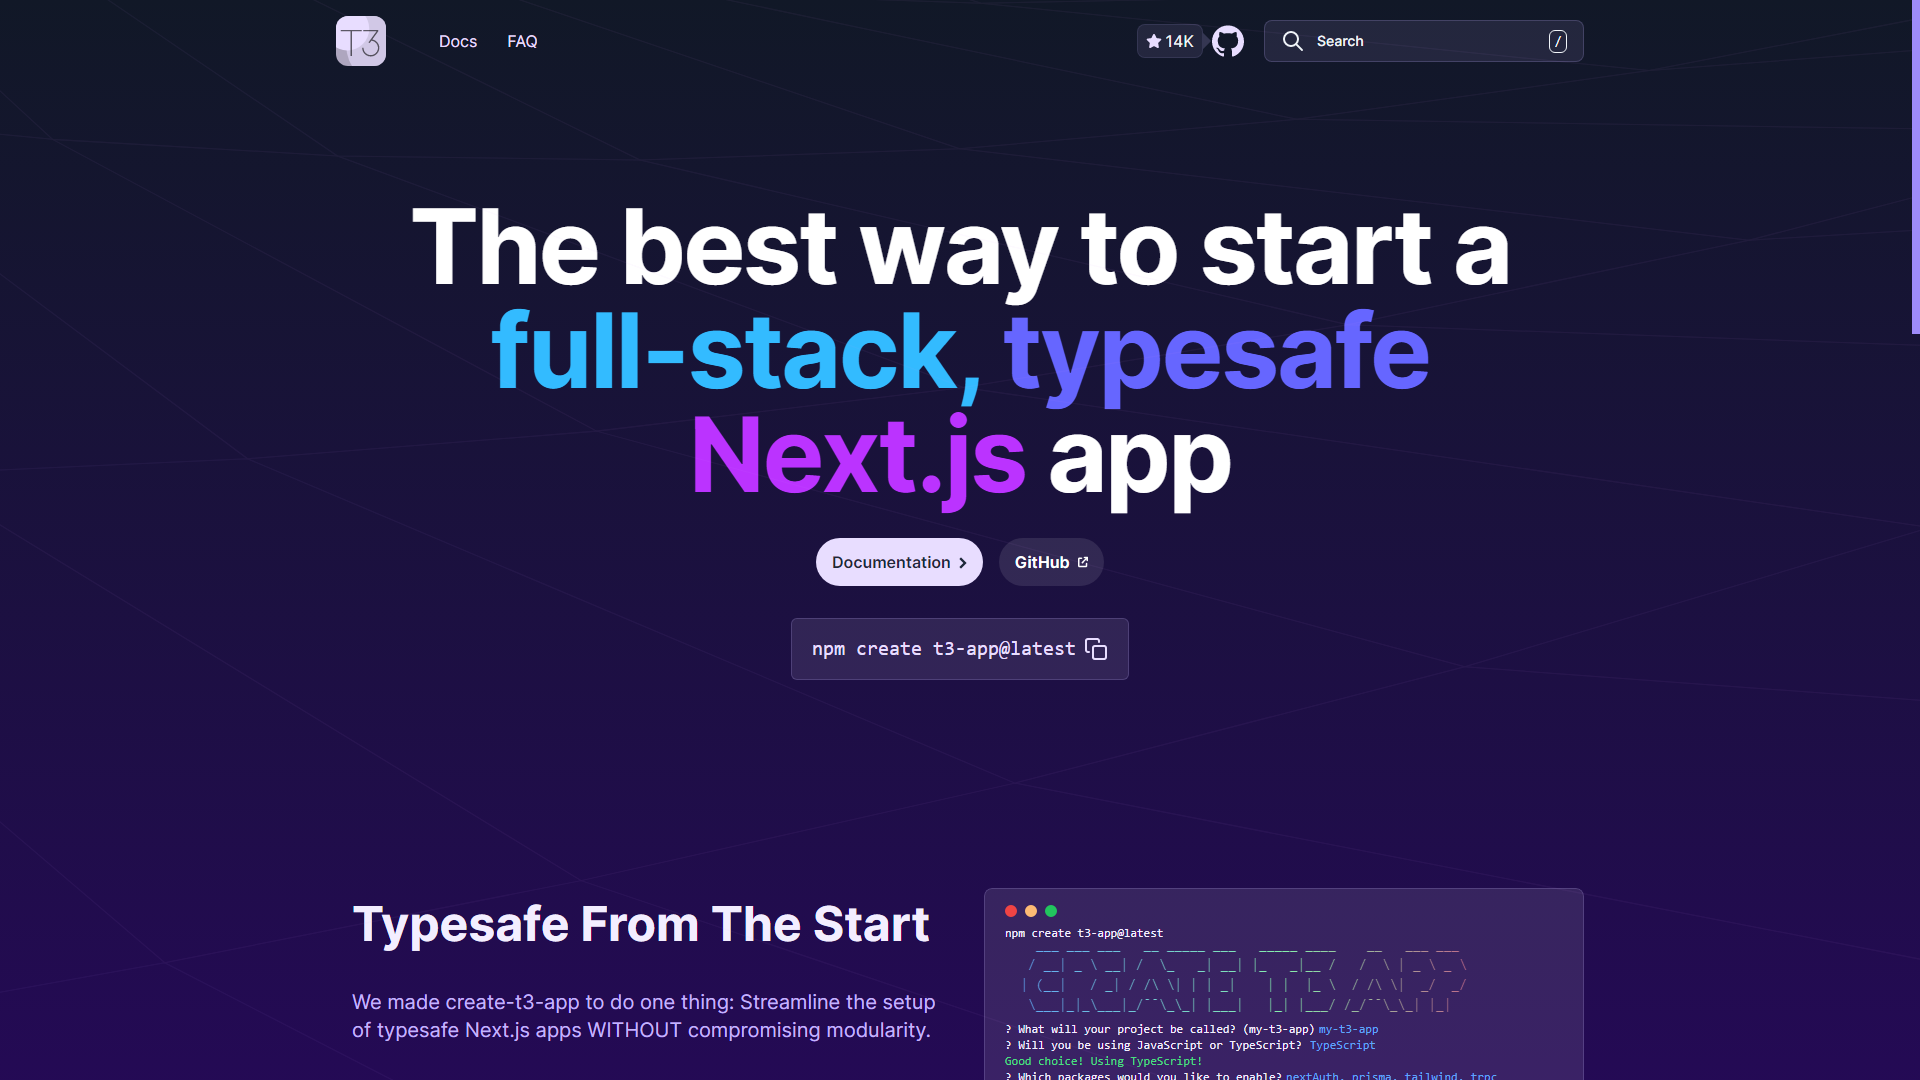 T3
Docs
FAQ
14K
Search
/
The best way to start a
full-stack, typesafe
Next.js app
Documentation
GitHub
npm create t3-app@latest
Typesafe From The Start
We made create-t3-app to do one thing: Streamline the setup
of typesafe Next.js apps WITHOUT compromising modularity.
npm create t3-app@latest
CREATE T3 APP
? What will your project be called? (my-t3-app) my-t3-app
? Will you be using JavaScript or TypeScript? TypeScript
Good choice! Using TypeScript!
? Which packages would you like to enable? nextAuth, prisma, tailwind, trpc